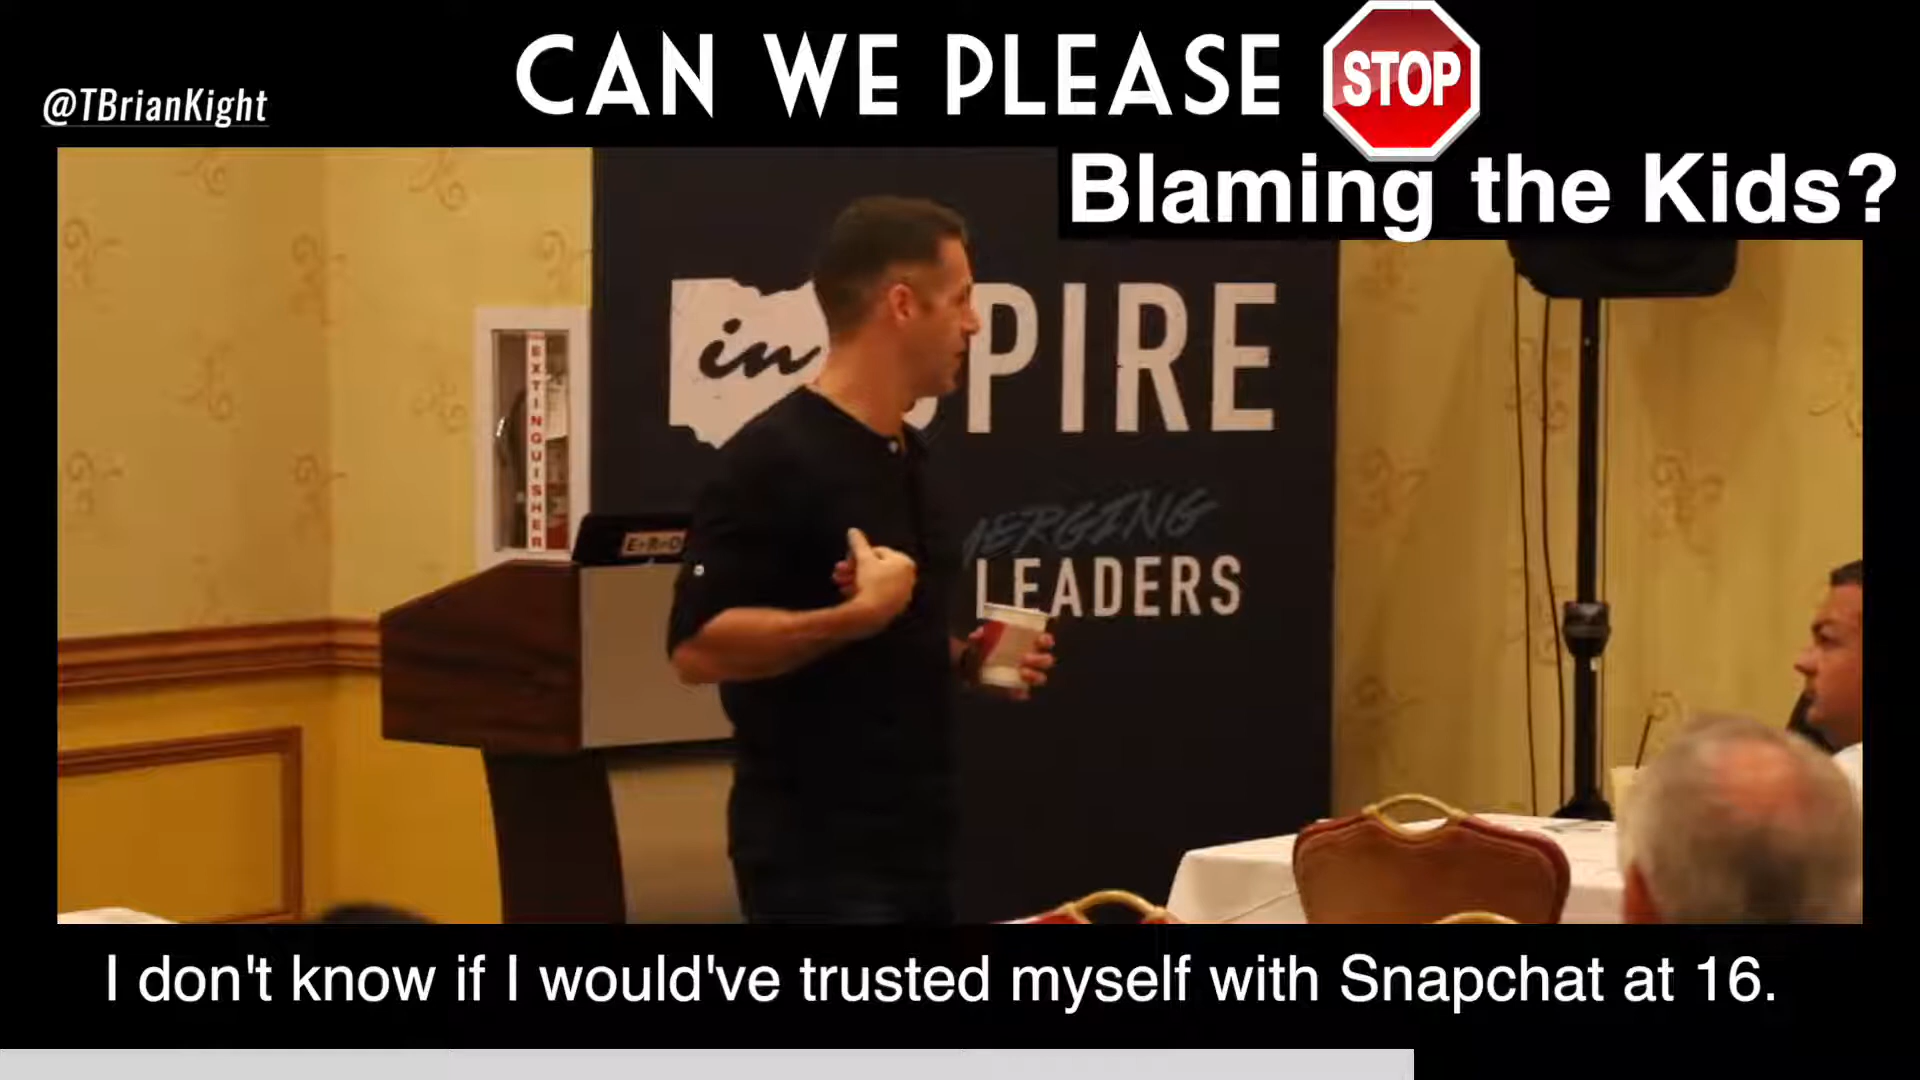 CAN WE PLEASE STOP
@TBrianKight
Blaming the Kids?
in PIRE
EXTINGUISHER
E+R=O
MERGING
LEADERS
I don't know if I would've trusted myself with Snapchat at 16.